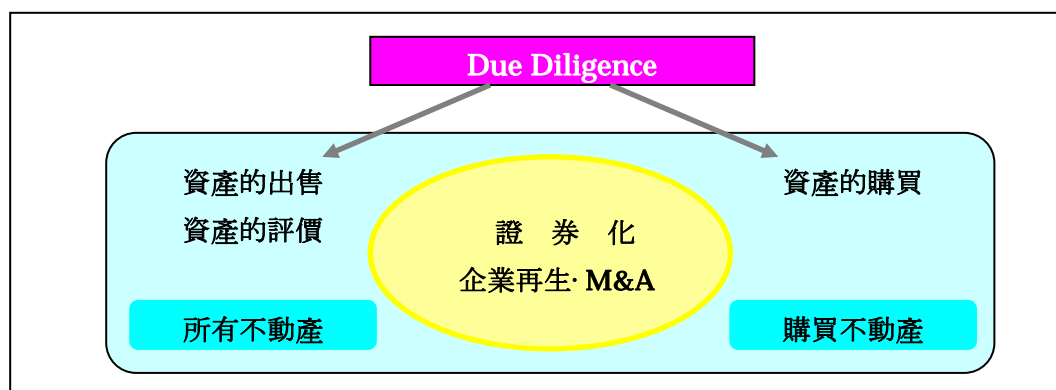 Due Diligence
資產的出售
資產的評價
資產的購買
證 券 化
企業再生· M&A
所有不動產
購買不動產